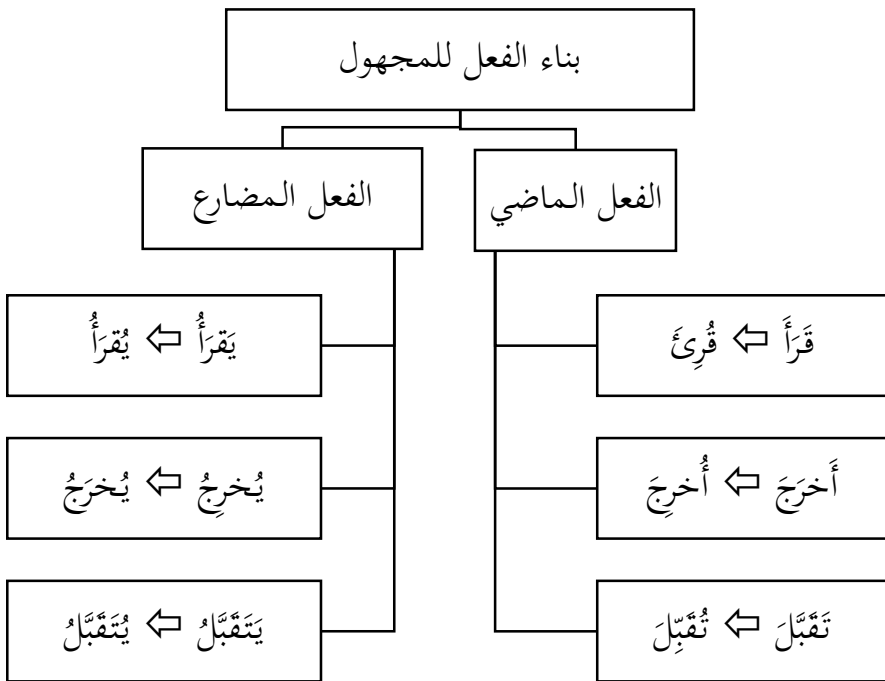 بناء الفعل للمجهول
الفعل الماضي
الفعل المضارع
قَرَأَ ⇦ قُرِئَ
يَقرَأُ ⇦ يُقرَأُ
أَخرَجَ ⇦ أُخرِجَ
يُخرِجُ ⇦ يُخرَجُ
تَقَبَّلَ ⇦ تُقَبِّلَ
يَتَقَبَّلُ ⇦ يُتَقَبَّلُ